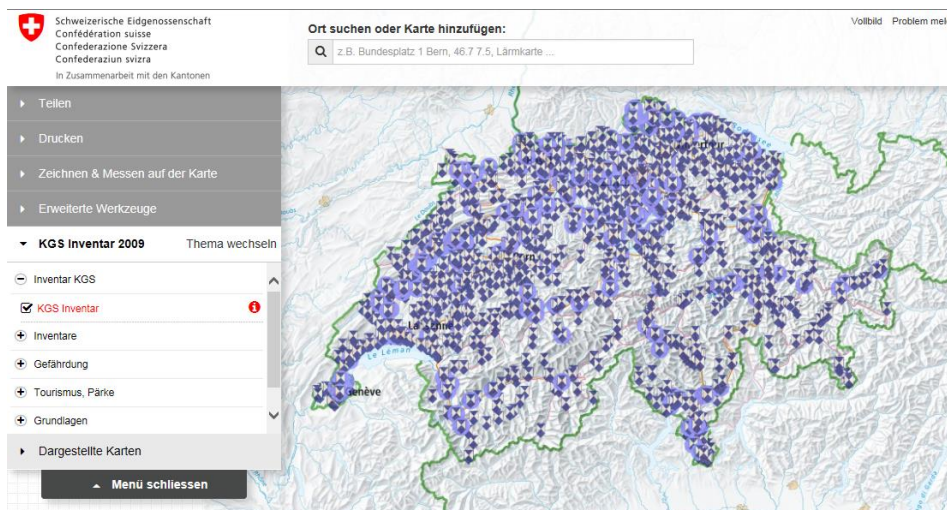 Schweizerische Eidgenossenschaft
Confédération suisse
Confederazione Svizzera
Confederaziun svizra
In Zusammenarbeit mit den Kantonen
Ort suchen oder Karte hinzufügen:
z.B. Bundesplatz 1 Bern, 46.7 7.5, Lärmkarte ...
Vollbild Problem mel
Teilen
Drucken
Zeichnen & Messen auf der Karte
Erweiterte Werkzeuge
KGS Inventar 2009 Thema wechseln
Inventar KGS
KGS Inventar
Inventare
Gefährdung
Tourismus, Pärke
Grundlagen
Dargestellte Karten
Menü schliessen
Le Léman